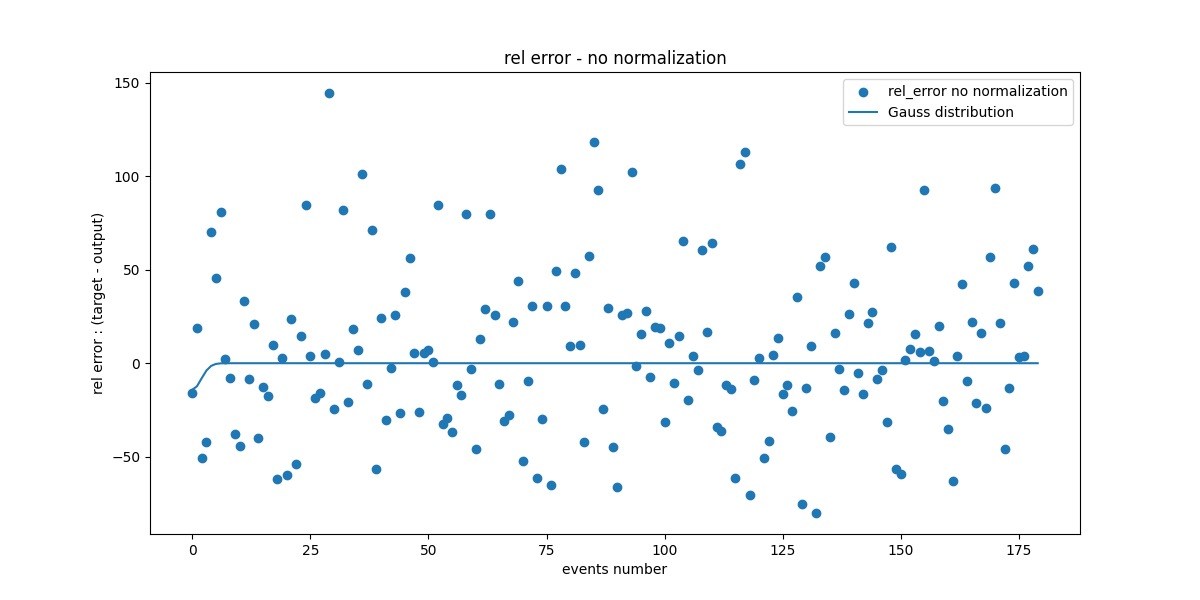 rel error - no normalization
rel_error no normalization
Gauss distribution
rel error : (target - output)
150
100
50
0
−50
0
25
50
75
100
125
150
175
events number